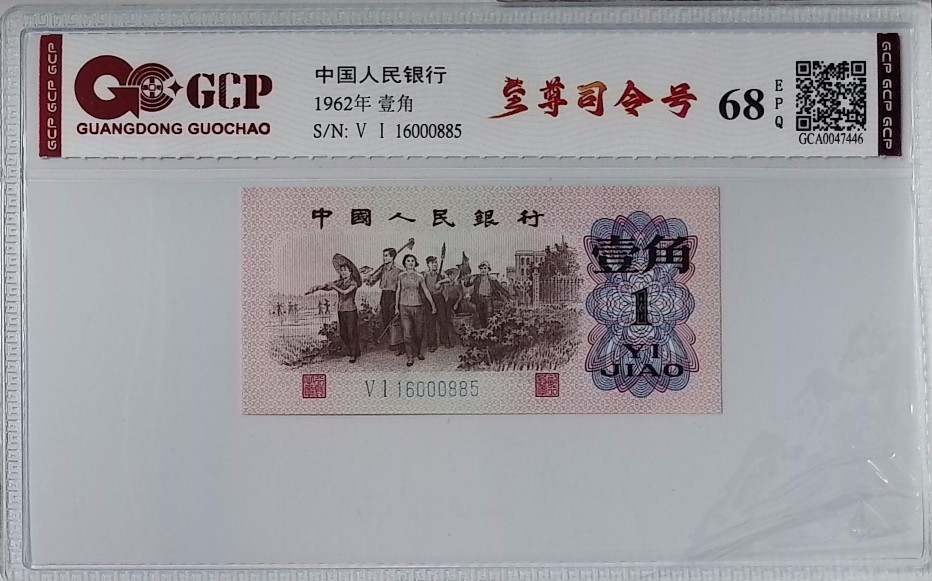 GCP GCP GCP
GCP
GUANGDONG GUOCHAO
中国人民银行
1962年 壹角
S/N: V I 16000885
至尊司令号
68
EPQ
GCA0047446
GCP GCP GCP
中國人民銀行
壹角
1
YI
JIAO
V I 16000885